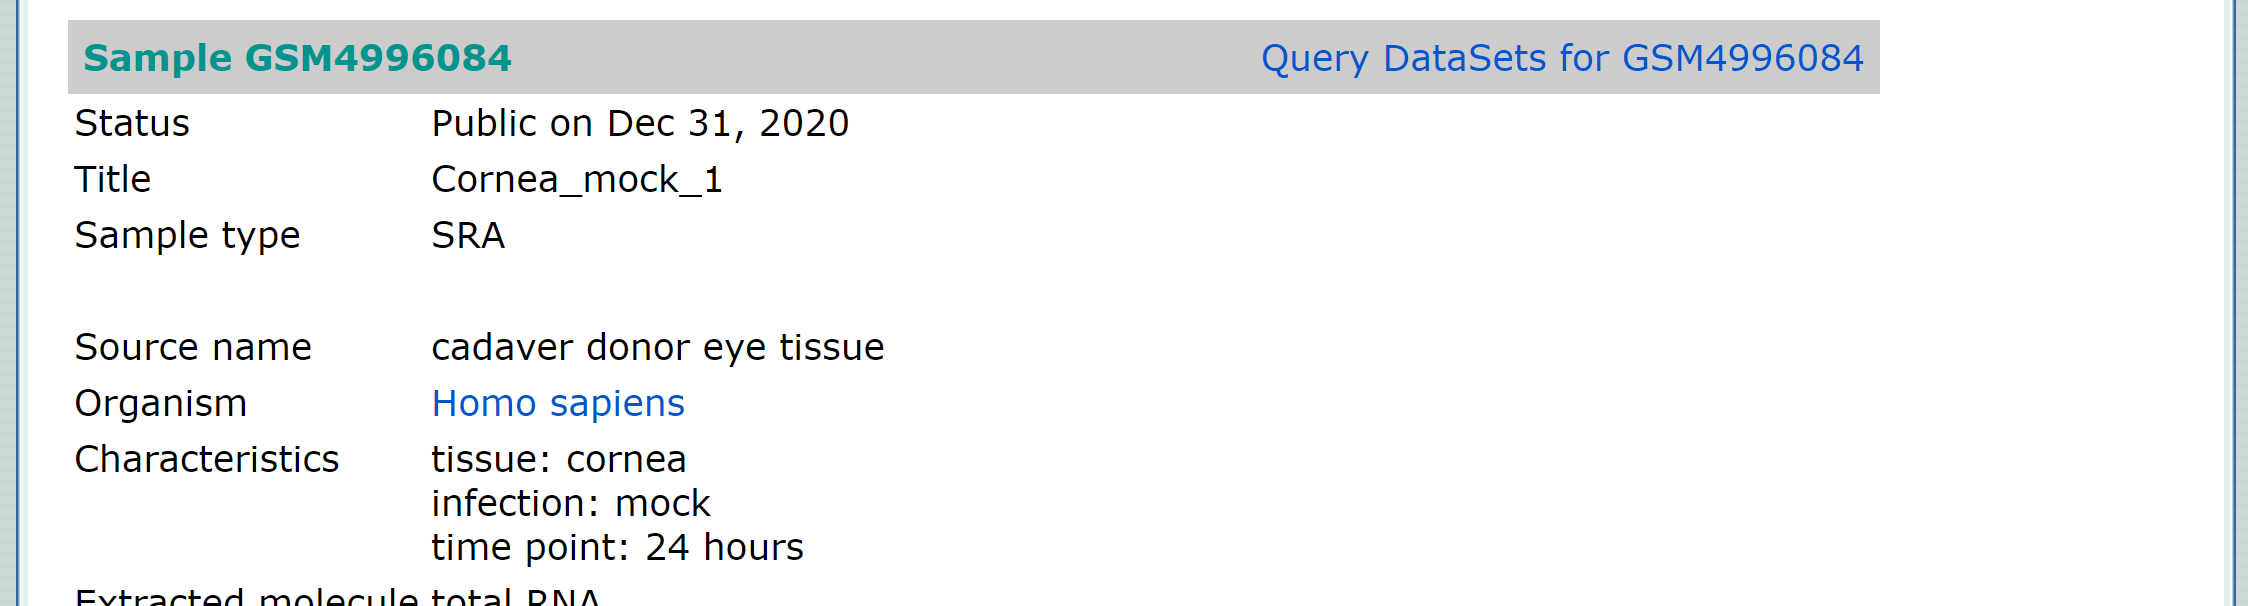 Sample GSM4996084 Query DataSets for GSM4996084
Status Public on Dec 31, 2020
Title Cornea_mock_1
Sample type SRA
Source name cadaver donor eye tissue
Organism Homo sapiens
Characteristics tissue: cornea
infection: mock
time point: 24 hours
Extracted molecule total RNA